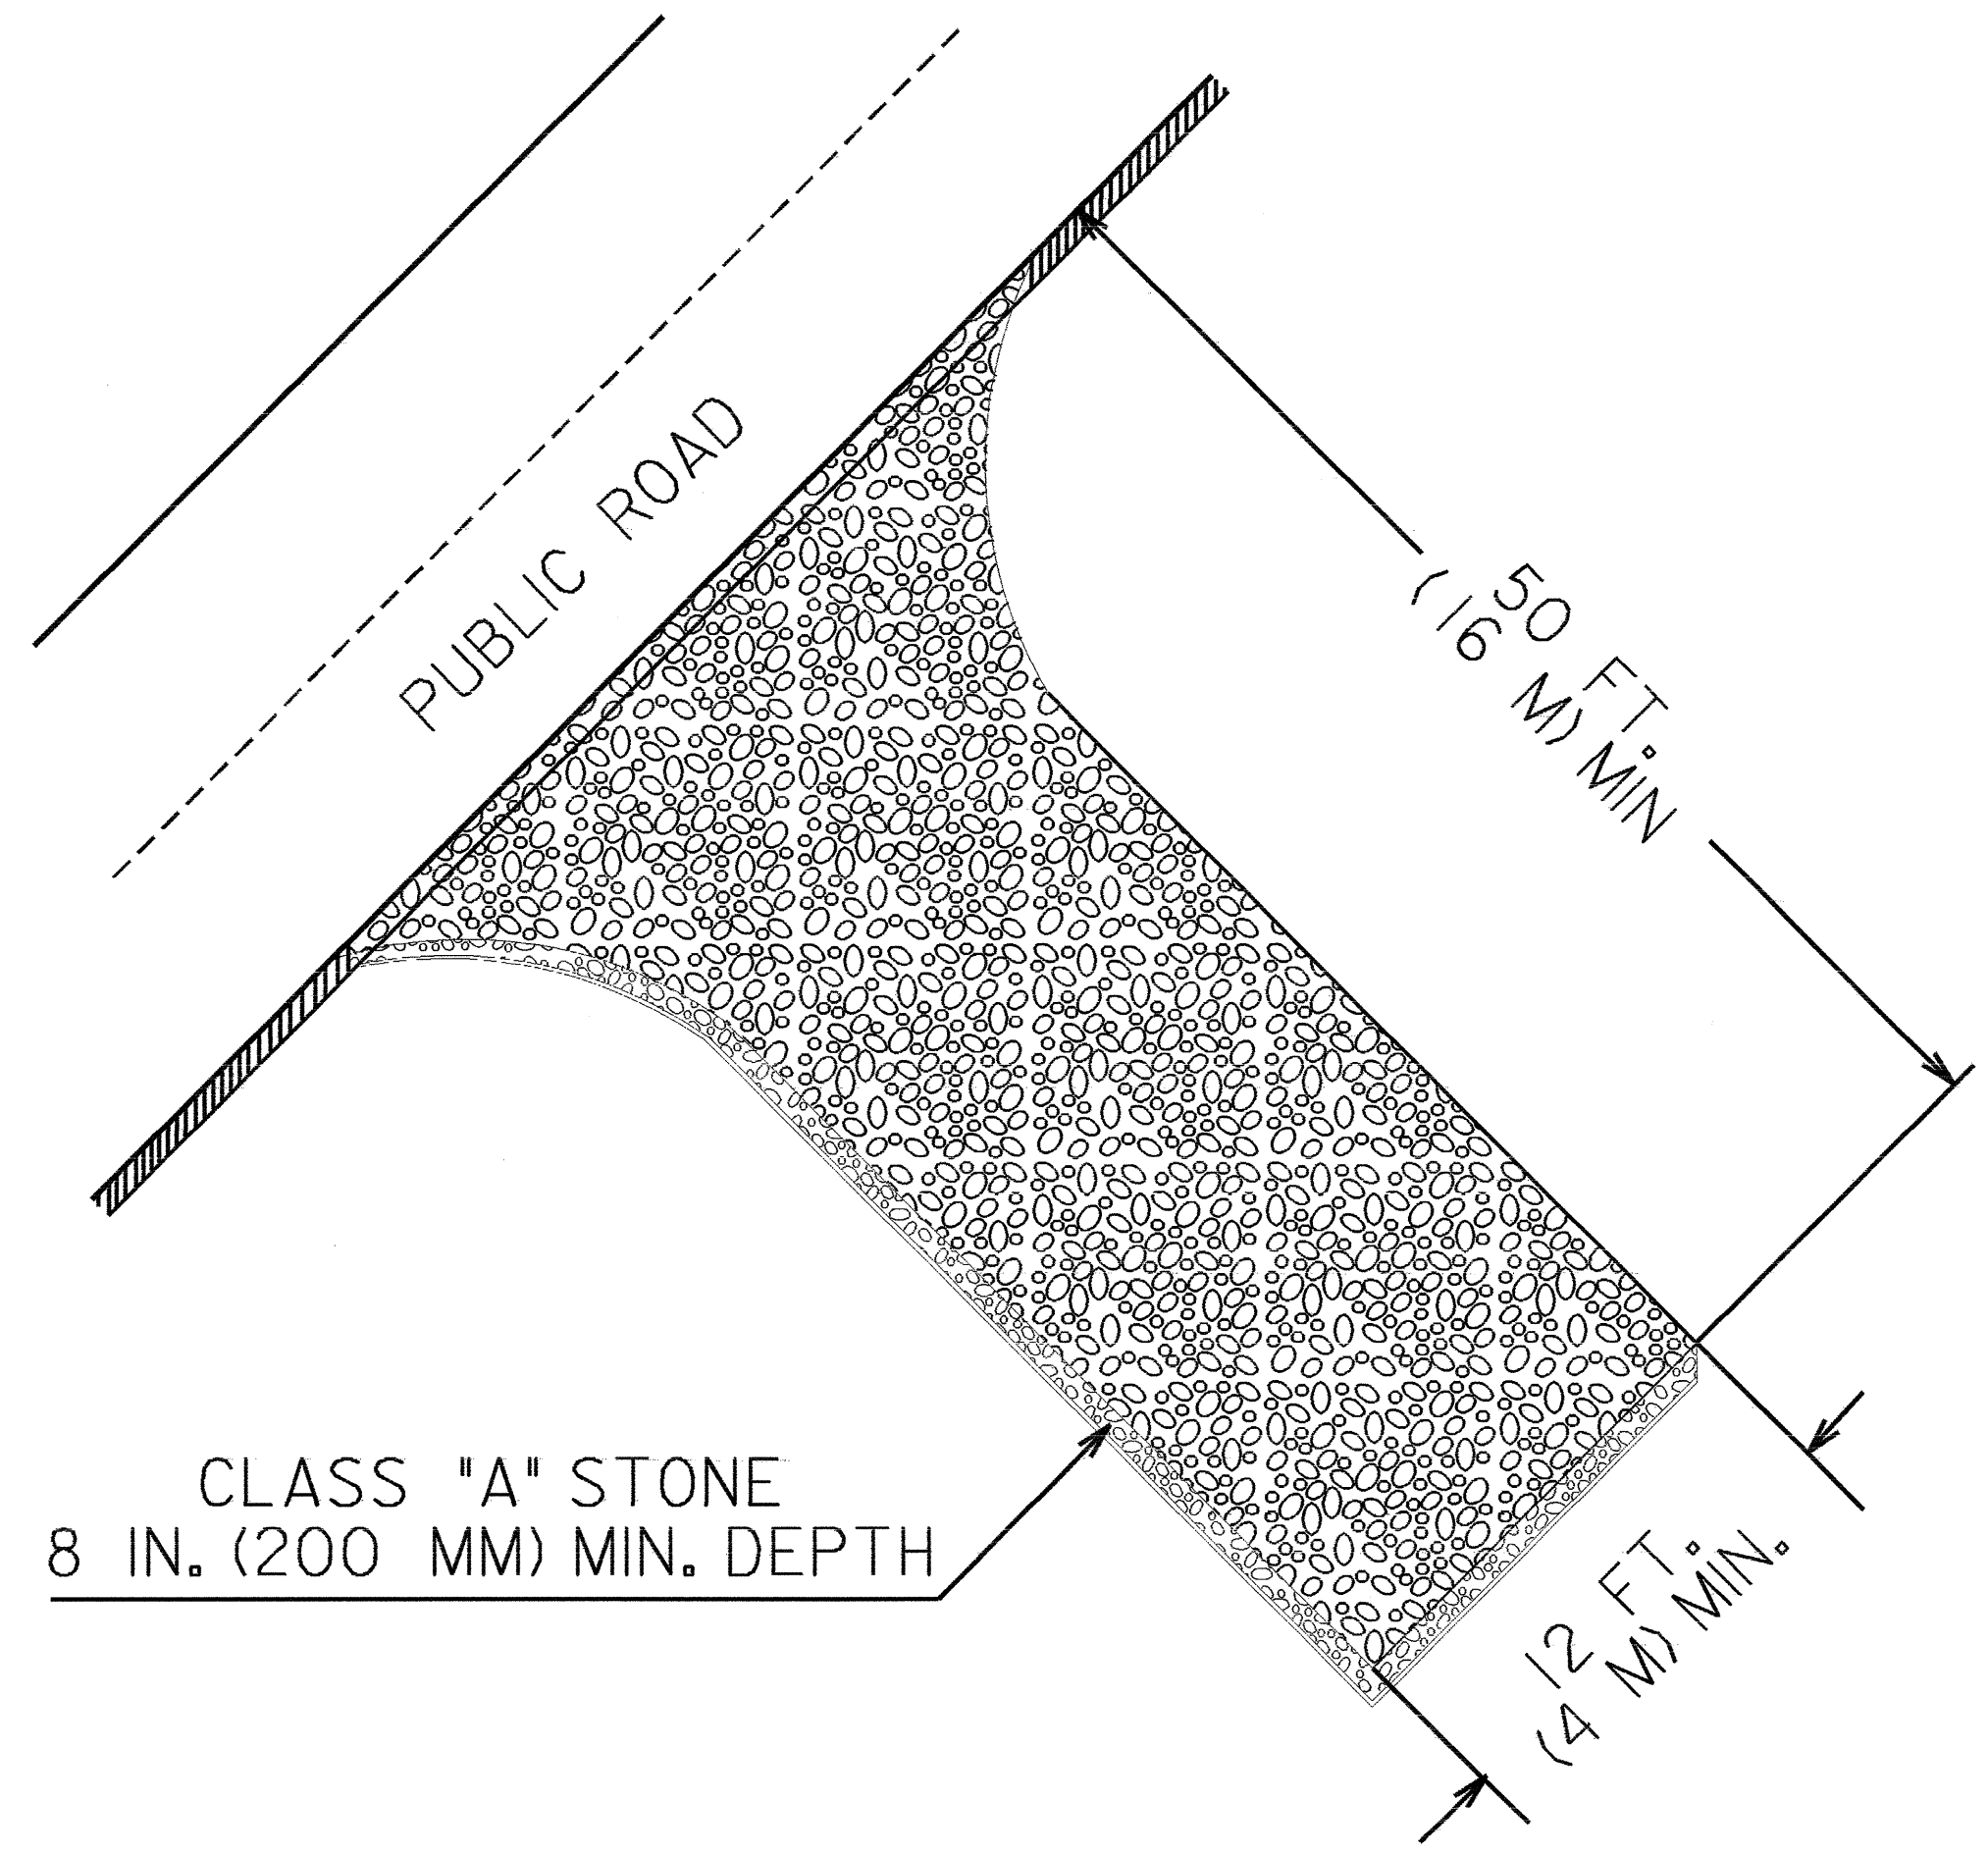 PUBLIC ROAD
50 FT.
(16 M) MIN
CLASS "A" STONE
8 IN. (200 MM) MIN. DEPTH
12 FT.
(4 M) MIN.